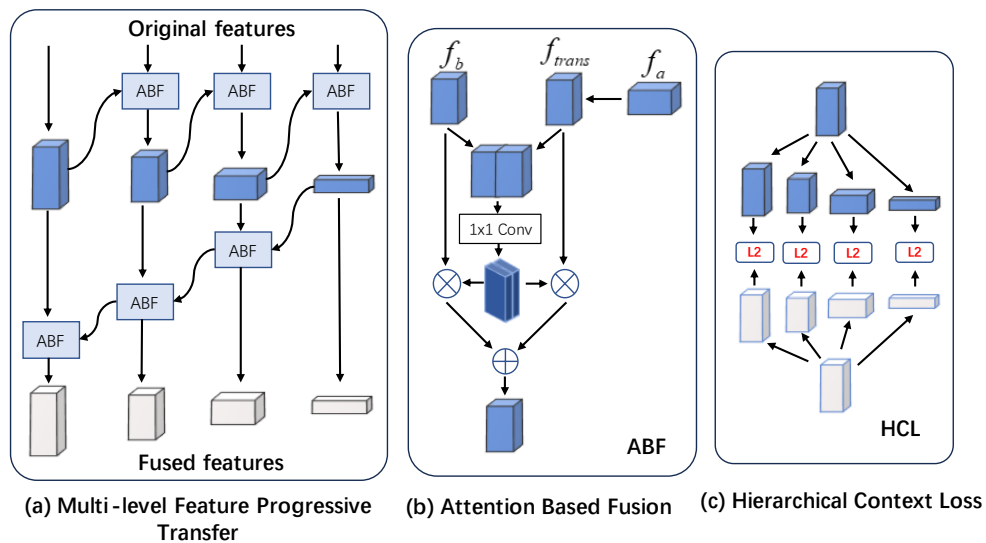 Original features
ABF
ABF
ABF
ABF
ABF
ABF
Fused features
(a) Multi-level Feature Progressive
Transfer
f_b
f_trans
f_a
1x1 Conv
ABF
(b) Attention Based Fusion
L2
L2
L2
L2
HCL
(c) Hierarchical Context Loss